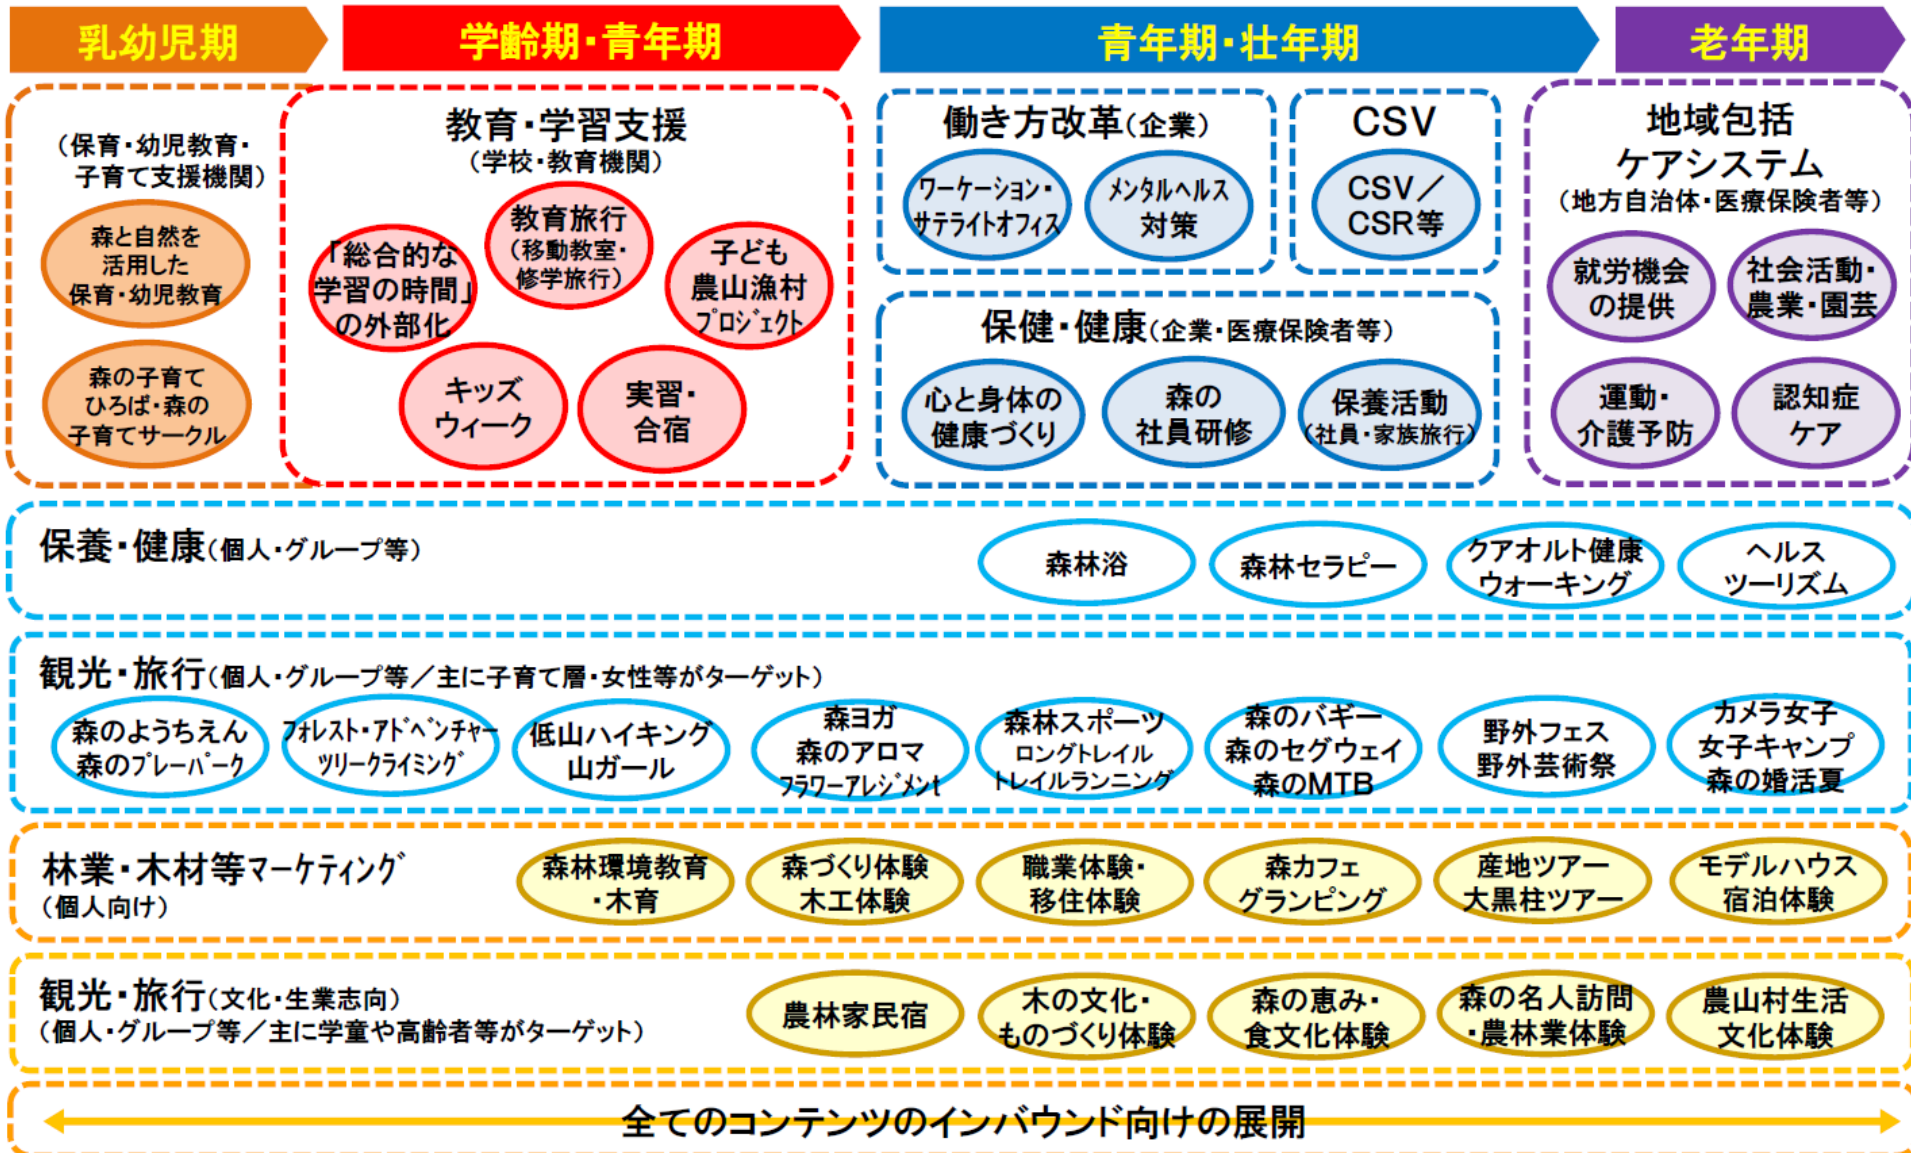 乳幼児期
学齢期・青年期
青年期・壮年期
老年期
(保育・幼児教育・
子育て支援機関)
森と自然を
活用した
保育・幼児教育
森の子育て
ひろば・森の
子育てサークル
教育・学習支援
(学校・教育機関)
「総合的な
学習の時間」
の外部化
教育旅行
(移動教室・
修学旅行)
子ども
農山漁村
プロジェクト
キッズ
ウィーク
実習・
合宿
働き方改革(企業)
ワーケーション・
サテライトオフィス
メンタルヘルス
対策
CSV
CSV／
CSR等
保健・健康(企業・医療保険者等)
心と身体の
健康づくり
森の
社員研修
保養活動
(社員・家族旅行)
地域包括
ケアシステム
(地方自治体・医療保険者等)
就労機会
の提供
社会活動・
農業・園芸
運動・
介護予防
認知症
ケア
保養・健康(個人・グループ等)
森林浴
森林セラピー
クアオルト健康
ウォーキング
ヘルス
ツーリズム
観光・旅行(個人・グループ等／主に子育て層・女性等がターゲット)
森のようちえん
森のプレーパーク
フォレスト・アドベンチャー
ツリークライミング
低山ハイキング
山ガール
森ヨガ
森のアロマ
フラワーアレジメンt
森林スポーツ
ロングトレイル
トレイルランニング
森のバギー
森のセグウェイ
森のMTB
野外フェス
野外芸術祭
カメラ女子
女子キャンプ
森の婚活夏
林業・木材等マーケティング
(個人向け)
森林環境教育
・木育
森づくり体験
木工体験
職業体験・
移住体験
森カフェ
グランピング
産地ツアー
大黒柱ツアー
モデルハウス
宿泊体験
観光・旅行(文化・生業志向)
(個人・グループ等／主に学童や高齢者等がターゲット)
農林家民宿
木の文化・
ものづくり体験
森の恵み・
食文化体験
森の名人訪問
・農林業体験
農山村生活
文化体験
全てのコンテンツのインバウンド向けの展開